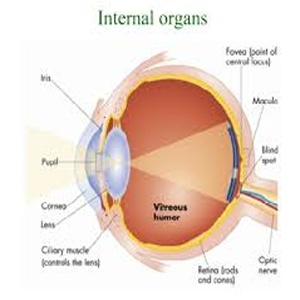 Internal organs
Fovea (point of
central focus)
Iris
Macula
Pupil
Blind
spot
Cornea
Vitreous
humor
Lens
Ciliary muscle
(controls the lens)
Optic
nerve
Retina (rods
and cones)